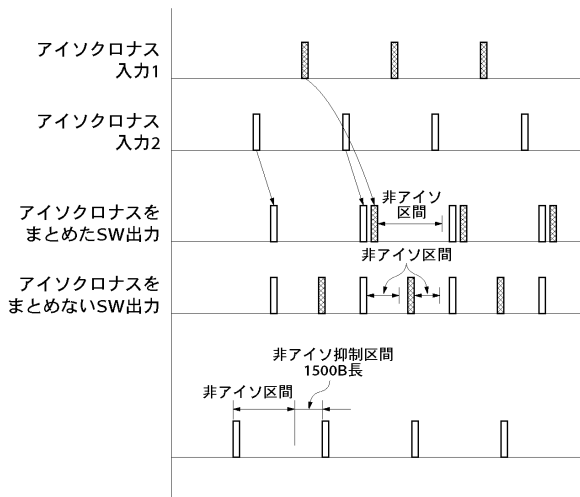 アイソクロナス
入力1
アイソクロナス
入力2
アイソクロナスを
まとめたSW出力
非アイソ
区間
アイソクロナスを
まとめないSW出力
非アイソ区間
非アイソ抑制区間
1500B長
非アイソ区間